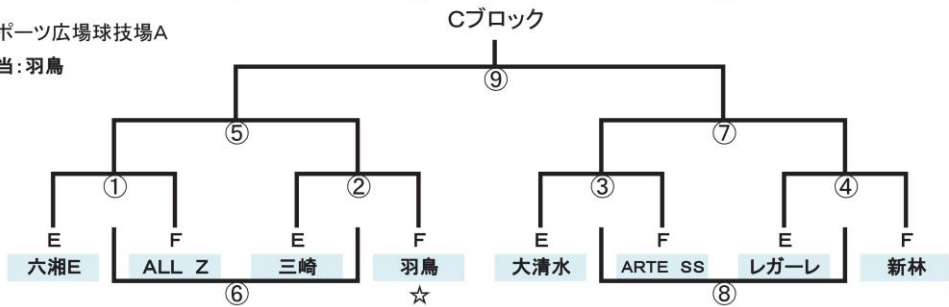 Cブロック
ポーツ広場球技場A
当:羽鳥
⑨
⑤ ⑦
① ② ③ ④
E F E F E F E F
六湘E ALL Z 三崎 羽鳥 大清水 ARTE SS レガーレ 新林
⑥ ☆ ⑧